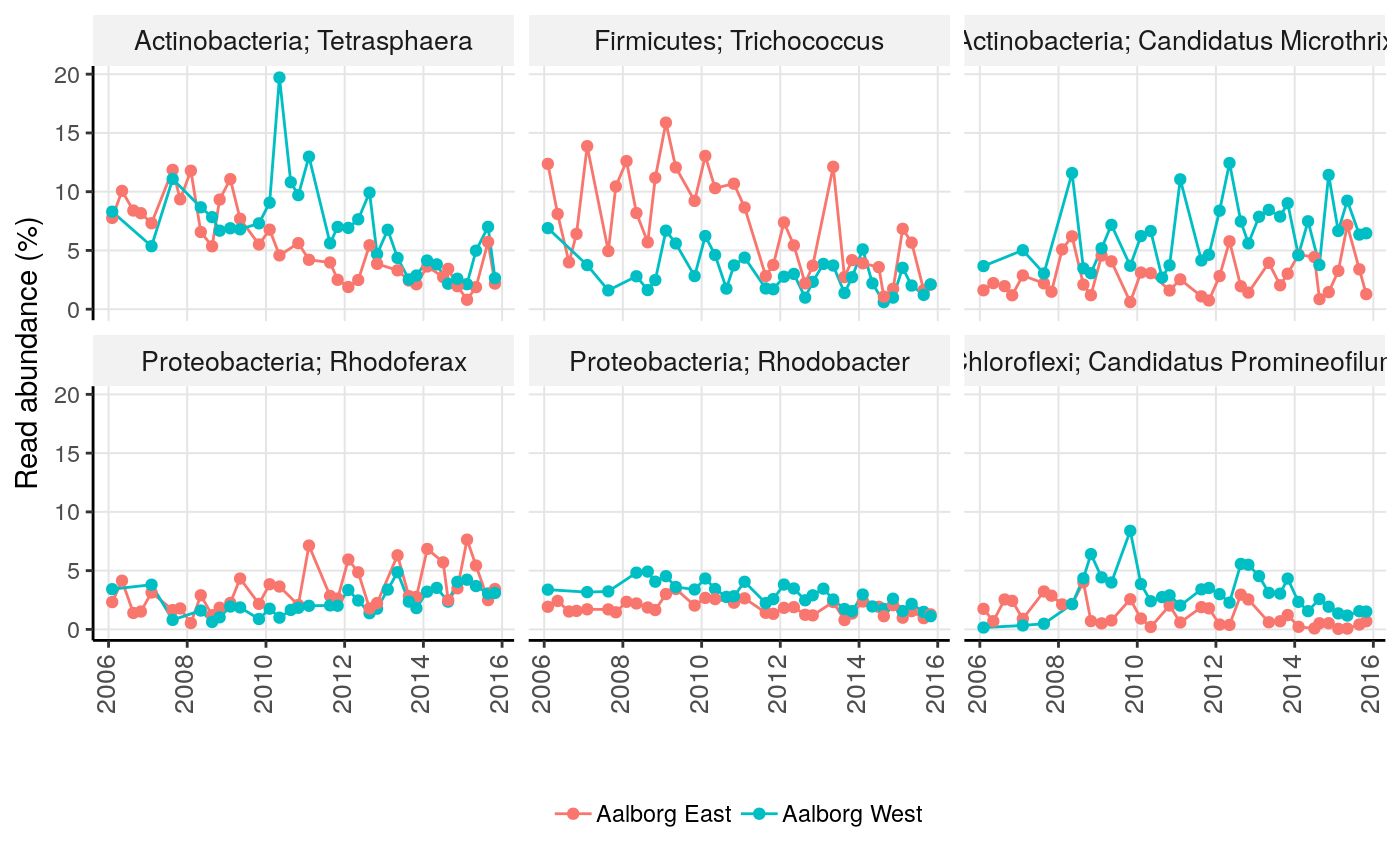 Actinobacteria; Tetrasphaera
Firmicutes; Trichococcus
Actinobacteria; Candidatus Microthrix
20
15
10
5
0
Proteobacteria; Rhodoferax
Proteobacteria; Rhodobacter
Chloroflexi; Candidatus Promineofilum
20
15
10
5
0
Read abundance (%)
2006 2008 2010 2012 2014 2016
2006 2008 2010 2012 2014 2016
2006 2008 2010 2012 2014 2016
Aalborg East Aalborg West